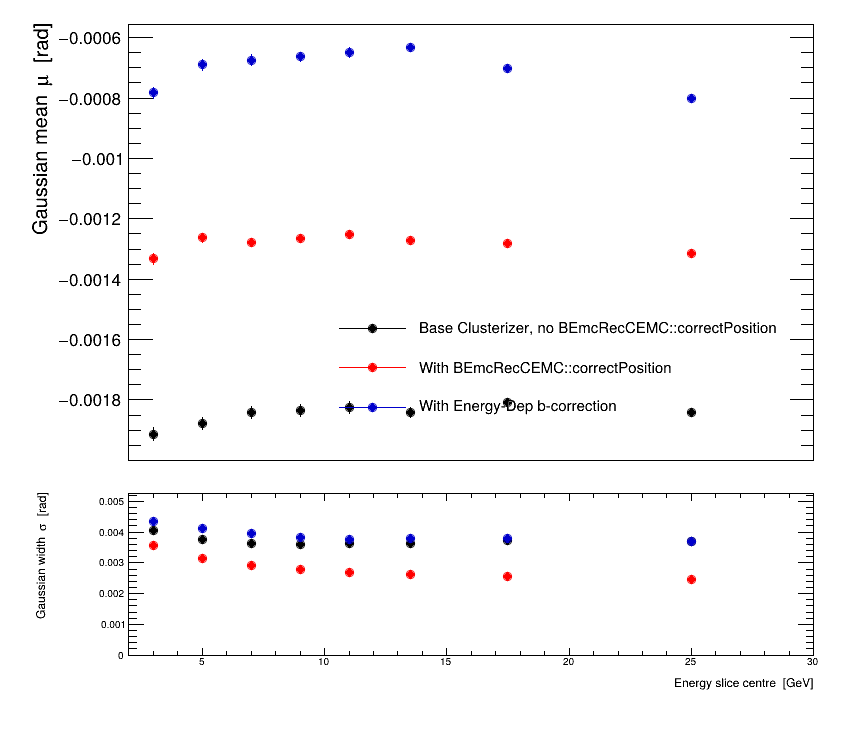 Gaussian mean μ [rad]
−0.0006
−0.0008
−0.001
−0.0012
−0.0014
−0.0016
−0.0018
Base Clusterizer, no BEmcRecCEMC::correctPosition
With BEmcRecCEMC::correctPosition
With Energy-Dep b-correction
Gaussian width σ [rad]
0.005
0.004
0.003
0.002
0.001
0
5 10 15 20 25 30
Energy slice centre [GeV]